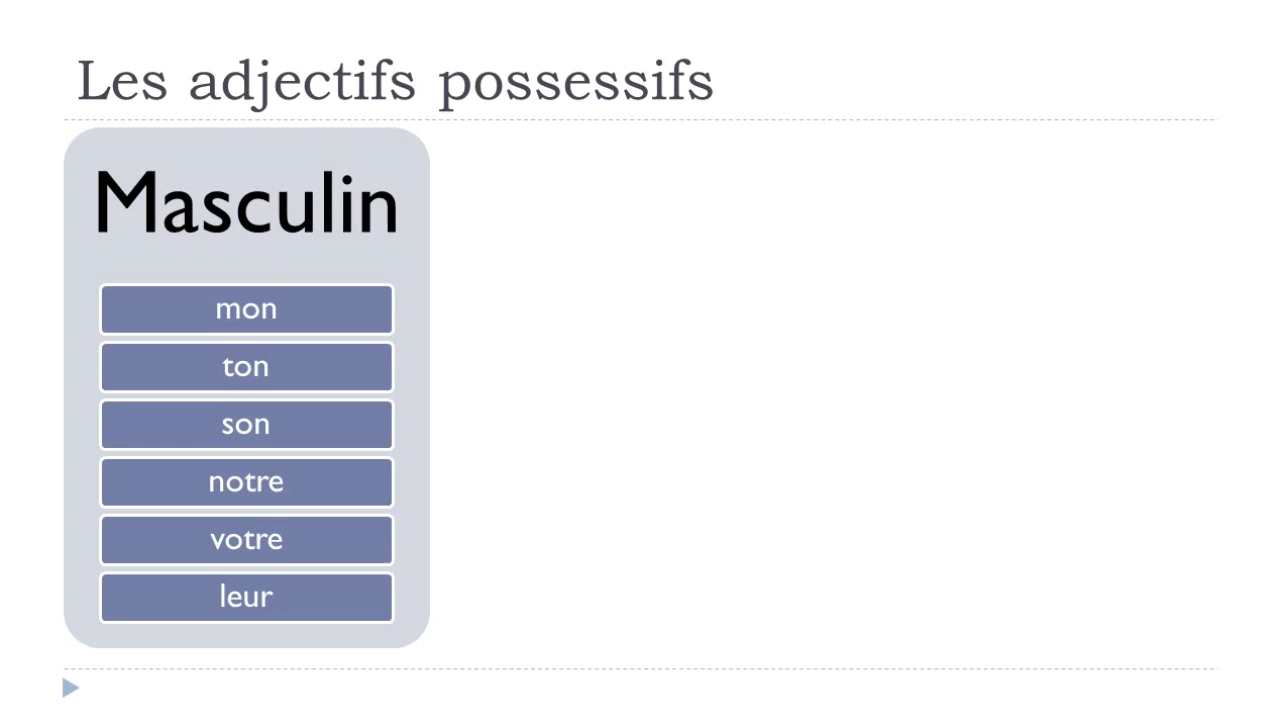 Les adjectifs possessifs
Masculin
mon
ton
son
notre
votre
leur